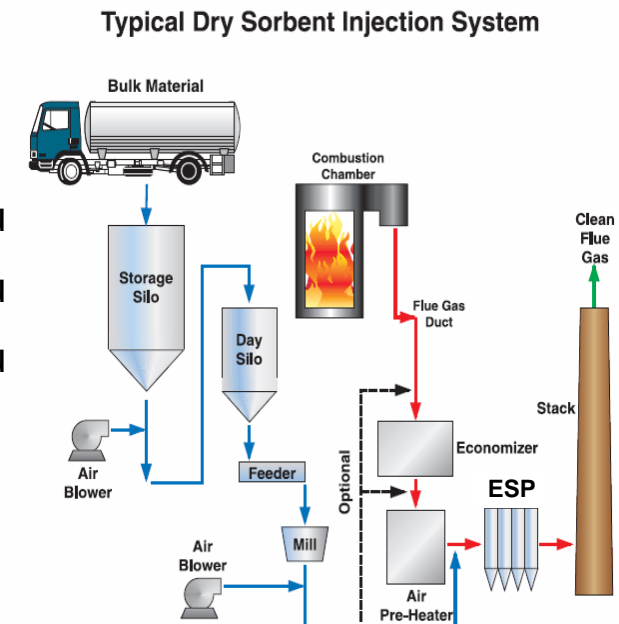 Typical Dry Sorbent Injection System
Bulk Material
Combustion
Chamber
Clean
Flue
Gas
Storage
Silo
Flue Gas
Duct
Day
Silo
Stack
Economizer
Optional
Air
Blower
Feeder
ESP
Mill
Air
Blower
Air
Pre-Heater